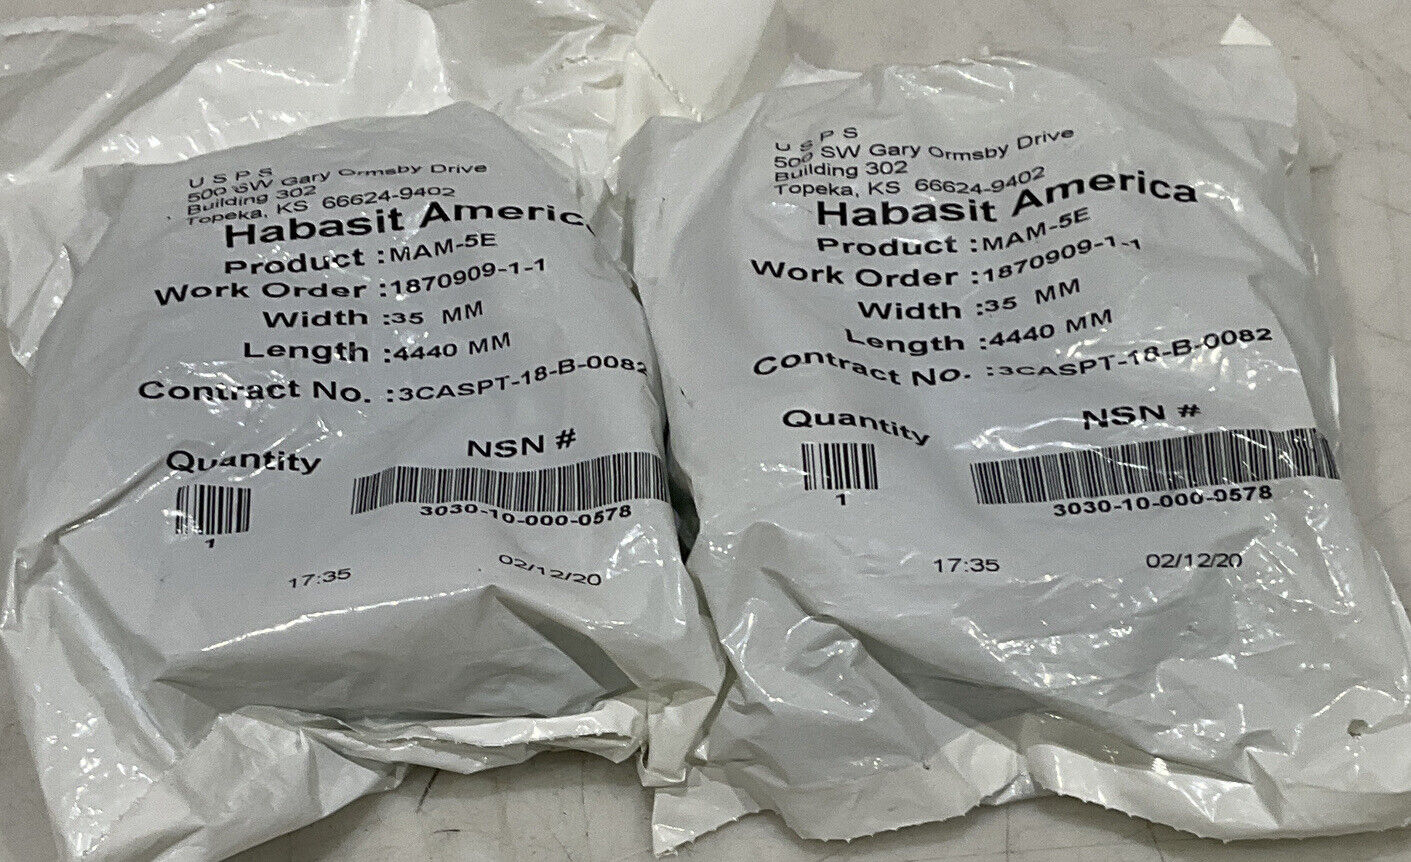 U S P S
500 SW Gary Ormsby Drive
Building 302
Topeka, KS 66624-9402
Habasit Americ
Product :MAM-5E
Work Order :1870909-1-1
Width :35 MM
Length :4440 MM
Contract No. :3CASPT-18-B-0082
Quantity NSN #
1 3030-10-000-0578
17:35 02/12/20
U S P S
500 SW Gary Ormsby Drive
Building 302
Topeka, KS 66624-9402
Habasit America
Product :MAM-5E
Work Order :1870909-1-1
Width :35 MM
Length :4440 MM
Contract No. :3CASPT-18-B-0082
Quantity NSN #
1 3030-10-000-0578
17:35 02/12/20